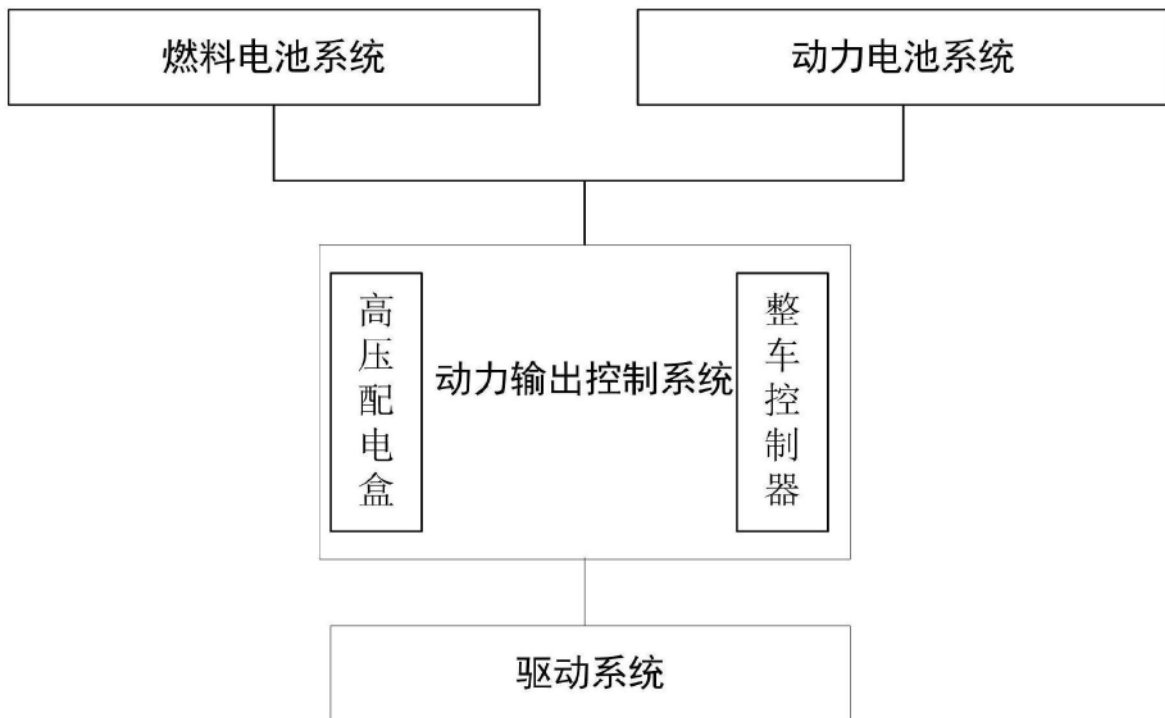 燃料电池系统
动力电池系统
高压配电盒
动力输出控制系统
整车控制器
驱动系统